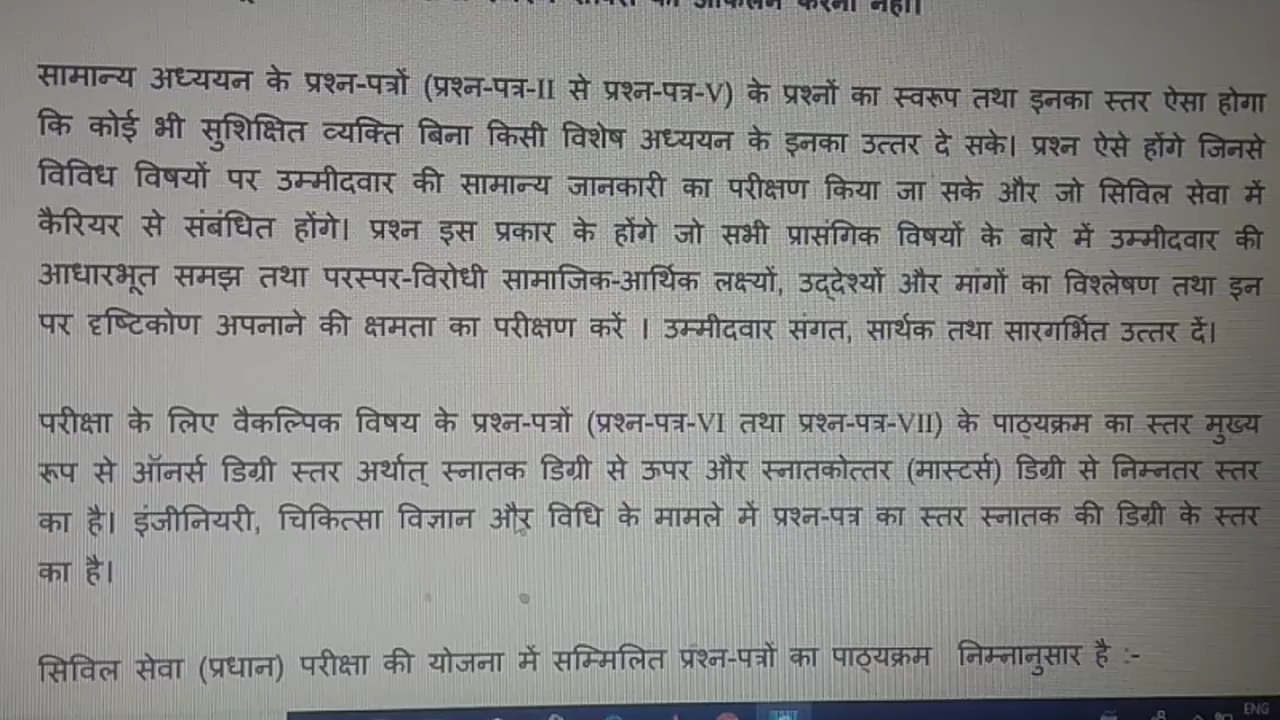 आकलन करना नहीं।
सामान्य अध्ययन के प्रश्न-पत्रों (प्रश्न-पत्र-II से प्रश्न-पत्र-V) के प्रश्नों का स्वरूप तथा इनका स्तर ऐसा होगा
कि कोई भी सुशिक्षित व्यक्ति बिना किसी विशेष अध्ययन के इनका उत्तर दे सके। प्रश्न ऐसे होंगे जिनसे
विविध विषयों पर उम्मीदवार की सामान्य जानकारी का परीक्षण किया जा सके और जो सिविल सेवा में
कैरियर से संबंधित होंगे। प्रश्न इस प्रकार के होंगे जो सभी प्रासंगिक विषयों के बारे में उम्मीदवार की
आधारभूत समझ तथा परस्पर-विरोधी सामाजिक-आर्थिक लक्ष्यों, उद्देश्यों और मांगों का विश्लेषण तथा इन
पर दृष्टिकोण अपनाने की क्षमता का परीक्षण करें । उम्मीदवार संगत, सार्थक तथा सारगर्भित उत्तर दें।
परीक्षा के लिए वैकल्पिक विषय के प्रश्न-पत्रों (प्रश्न-पत्र-VI तथा प्रश्न-पत्र-VII) के पाठ्यक्रम का स्तर मुख्य
रूप से ऑनर्स डिग्री स्तर अर्थात् स्नातक डिग्री से ऊपर और स्नातकोत्तर (मास्टर्स) डिग्री से निम्नतर स्तर
का है। इंजीनियरी, चिकित्सा विज्ञान और विधि के मामले में प्रश्न-पत्र का स्तर स्नातक की डिग्री के स्तर
का है।
सिविल सेवा (प्रधान) परीक्षा की योजना में सम्मिलित प्रश्न-पत्रों का पाठ्यक्रम निम्नानुसार है :-
ENG